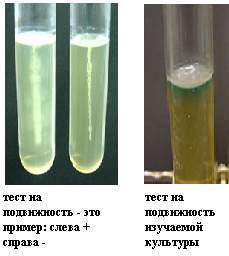 тест на
подвижность - это
пример: слева +
справа -
тест на
подвижность
изучаемой
культуры